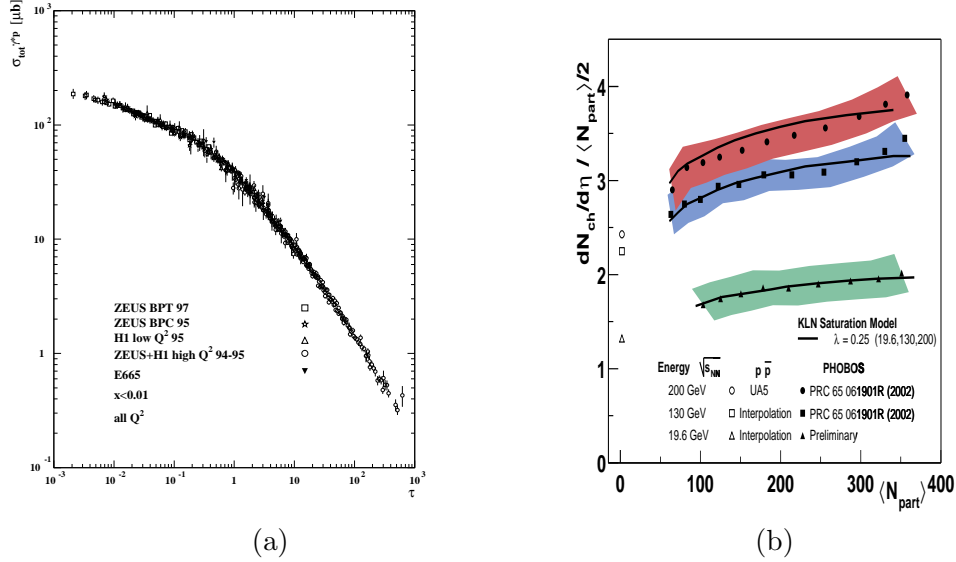 σtot γ*p [μb]
10^3
10^2
10
1
10^-1
10^-3 10^-2 10^-1 1 10 10^2 10^3
τ
ZEUS BPT 97
ZEUS BPC 95
H1 low Q² 95
ZEUS+H1 high Q² 94-95
E665
x<0.01
all Q²
(a)
dN_ch/dη / ⟨N_part⟩/2
4
3
2
1
0
0 100 200 300 400
⟨N_part⟩
KLN Saturation Model
λ = 0.25 (19.6,130,200)
Energy √s_NN p p̅ PHOBOS
200 GeV UA5 PRC 65 061901R (2002)
130 GeV Interpolation PRC 65 061901R (2002)
19.6 GeV Interpolation Preliminary
(b)